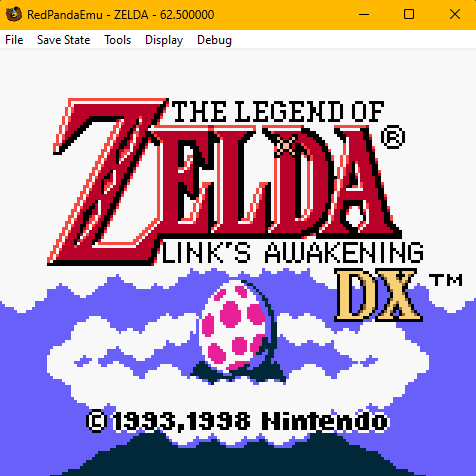 RedPandaEmu - ZELDA - 62.500000
File Save State Tools Display Debug
THE LEGEND OF
ZELDA®
LINK'S AWAKENING
DX™
©1993,1998 Nintendo